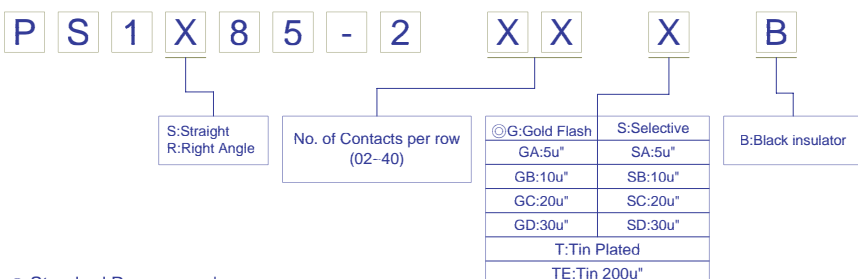 P S 1 X 8 5 - 2 X X X B
S:Straight
R:Right Angle
No. of Contacts per row
(02~40)
◎G:Gold Flash S:Selective
GA:5u" SA:5u"
GB:10u" SB:10u"
GC:20u" SC:20u"
GD:30u" SD:30u"
T:Tin Plated
TE:Tin 200u"
B:Black insulator